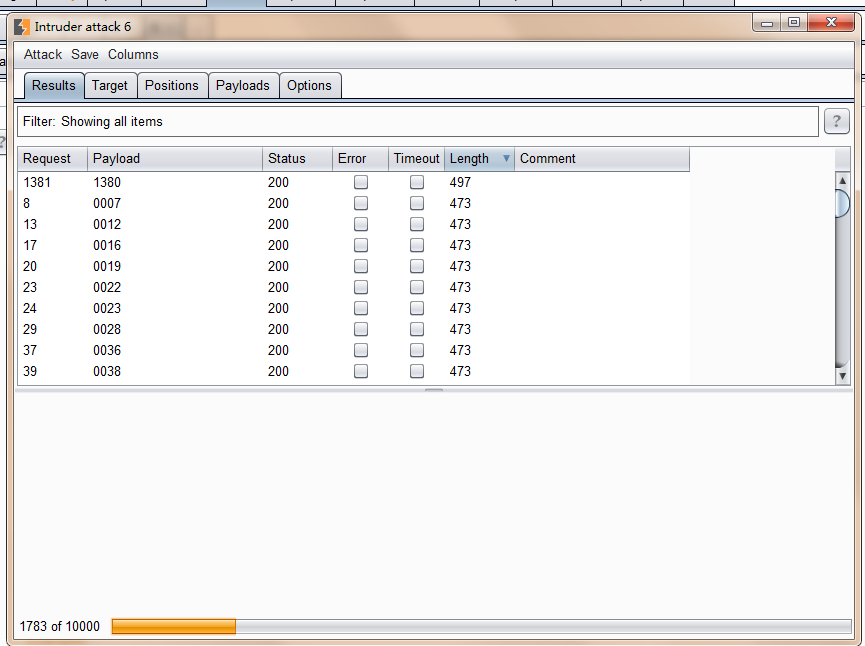 Intruder attack 6
Attack Save Columns
Results Target Positions Payloads Options
Filter: Showing all items
?
Request Payload Status Error Timeout Length Comment
1381 1380 200 497
8 0007 200 473
13 0012 200 473
17 0016 200 473
20 0019 200 473
23 0022 200 473
24 0023 200 473
29 0028 200 473
37 0036 200 473
39 0038 200 473
1783 of 10000